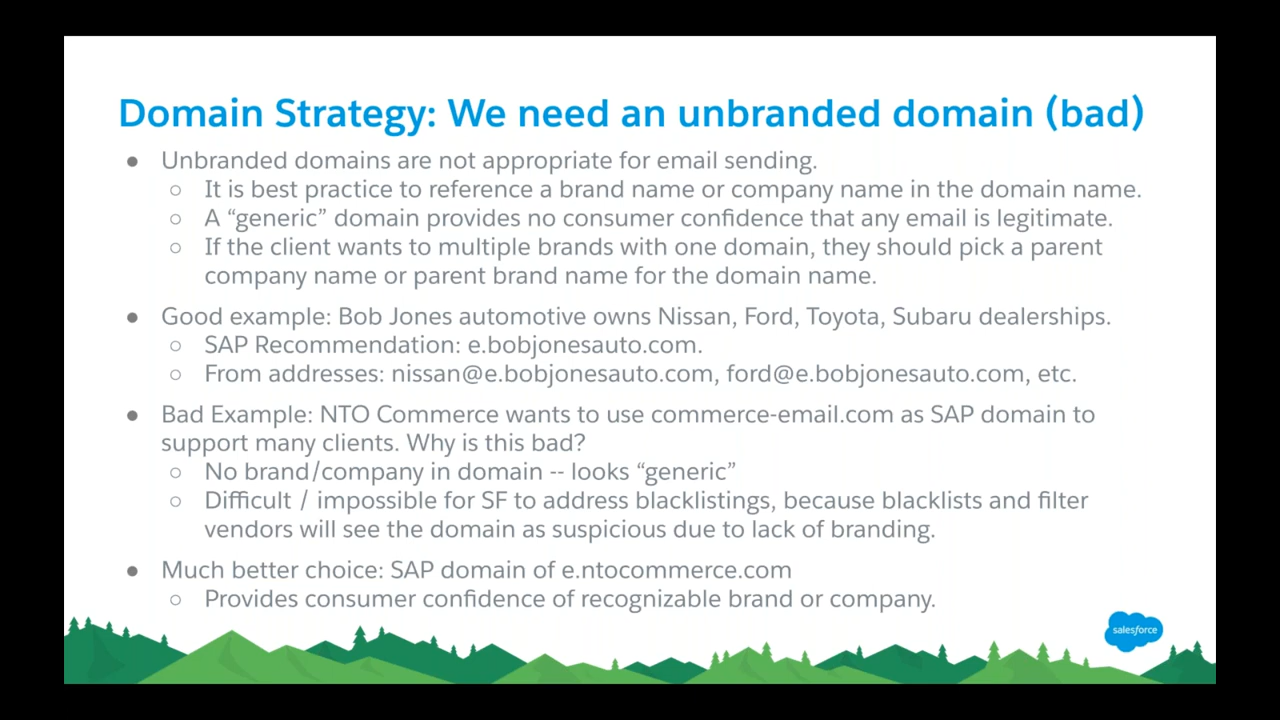 Domain Strategy: We need an unbranded domain (bad)
● Unbranded domains are not appropriate for email sending.
○ It is best practice to reference a brand name or company name in the domain name.
○ A “generic” domain provides no consumer confidence that any email is legitimate.
○ If the client wants to multiple brands with one domain, they should pick a parent
company name or parent brand name for the domain name.
● Good example: Bob Jones automotive owns Nissan, Ford, Toyota, Subaru dealerships.
○ SAP Recommendation: e.bobjonesauto.com.
○ From addresses: nissan@e.bobjonesauto.com, ford@e.bobjonesauto.com, etc.
● Bad Example: NTO Commerce wants to use commerce-email.com as SAP domain to
support many clients. Why is this bad?
○ No brand/company in domain -- looks “generic”
○ Difficult / impossible for SF to address blacklistings, because blacklists and filter
vendors will see the domain as suspicious due to lack of branding.
● Much better choice: SAP domain of e.ntocommerce.com
○ Provides consumer confidence of recognizable brand or company.
salesforce